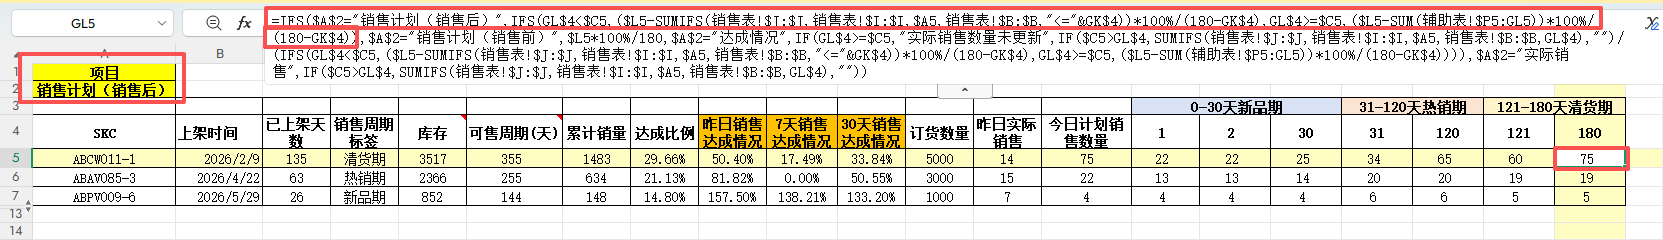 GL5 fx =IFS($A$2="销售计划（销售后）",IFS(GL$4<$C5,($L5-SUMIFS(销售表!$J:$J,销售表!$I:$I,$A5,销售表!$B:$B,"<="&GK$4))*100%/(180-GK$4),GL$4>=$C5,($L5-SUM(辅助表!$P5:GL5))*100%/
(180-GK$4)),$A$2="销售计划（销售前）",$L5*100%/180,$A$2="达成情况",IF(GL$4>=$C5,"实际销售数量未更新",IF($C5>GL$4,SUMIFS(销售表!$J:$J,销售表!$I:$I,$A5,销售表!$B:$B,GL$4),"")/
(IFS(GL$4<$C5,($L5-SUMIFS(销售表!$J:$J,销售表!$I:$I,$A5,销售表!$B:$B,"<="&GK$4))*100%/(180-GK$4),GL$4>=$C5,($L5-SUM(辅助表!$P5:GL5))*100%/(180-GK$4)))),$A$2="实际销
售",IF($C5>GL$4,SUMIFS(销售表!$J:$J,销售表!$I:$I,$A5,销售表!$B:$B,GL$4),""))
A B
1 项目
2 销售计划（销售后）
3 0-30天新品期 31-120天热销期 121-180天清货期
4 SKC 上架时间 已上架天数 销售周期标签 库存 可售周期(天) 累计销量 达成比例 昨日销售达成情况 7天销售达成情况 30天销售达成情况 订货数量 昨日实际销售 今日计划销售数量 1 2 30 31 120 121 180
5 ABCW011-1 2026/2/9 135 清货期 3517 355 1483 29.66% 50.40% 17.49% 33.84% 5000 14 75 22 22 25 34 65 60 75
6 ABAV085-3 2026/4/22 63 热销期 2366 255 634 21.13% 81.82% 0.00% 50.55% 3000 15 22 13 13 14 20 20 19 19
7 ABPV009-6 2026/5/29 26 新品期 852 144 148 14.80% 157.50% 138.21% 133.20% 1000 7 4 4 4 4 6 6 5 5
13
14